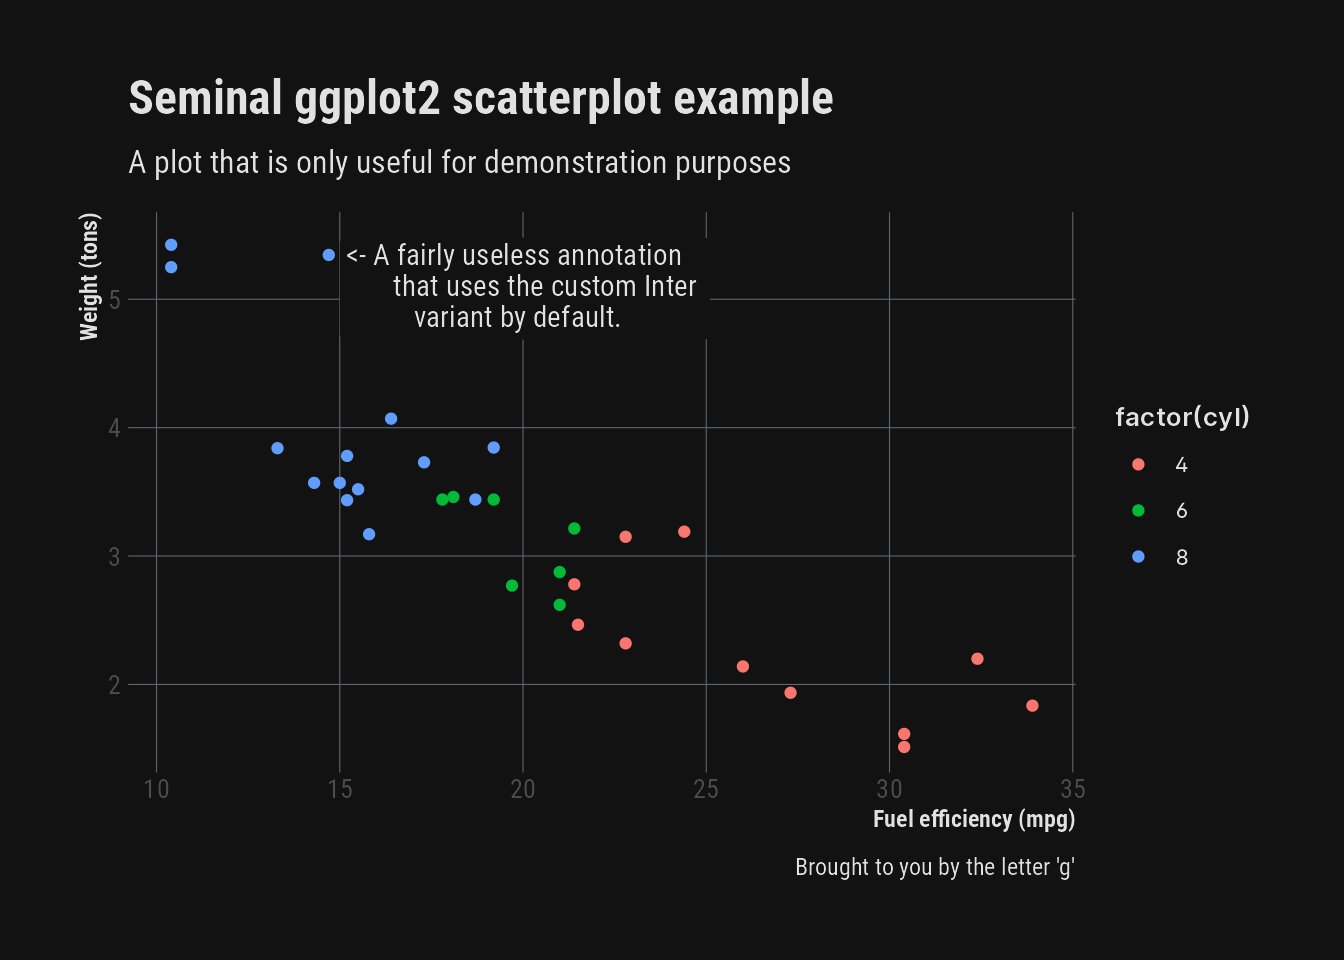 Seminal ggplot2 scatterplot example
A plot that is only useful for demonstration purposes
Weight (tons)
<- A fairly useless annotation
that uses the custom Inter
variant by default.
5
4
3
2
10 15 20 25 30 35
Fuel efficiency (mpg)
factor(cyl)
4
6
8
Brought to you by the letter 'g'